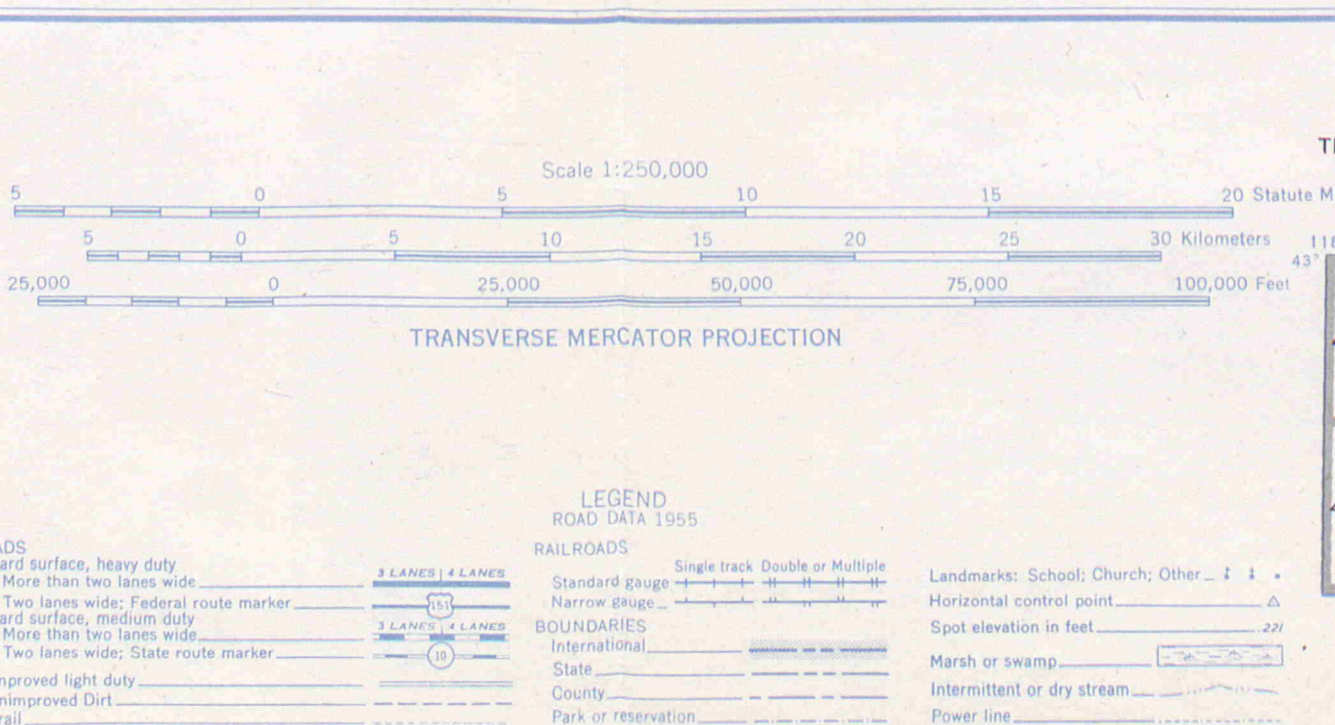 Scale 1:250,000
5 0 5 10 15 20 Statute M
5 0 5 10 15 20 25 30 Kilometers
25,000 0 25,000 50,000 75,000 100,000 Feet
TRANSVERSE MERCATOR PROJECTION
43°
LEGEND
ROAD DATA 1955
ADS
ard surface, heavy duty
More than two lanes wide 3 LANES | 4 LANES
Two lanes wide; Federal route marker 151
ard surface, medium duty
More than two lanes wide 3 LANES | 4 LANES
Two lanes wide; State route marker 10
mproved light duty
nimproved Dirt
rail
RAILROADS
Single track Double or Multiple
Standard gauge
Narrow gauge
BOUNDARIES
International
State
County
Park or reservation
Landmarks: School; Church; Other
Horizontal control point
Spot elevation in feet 221
Marsh or swamp
Intermittent or dry stream
Power line